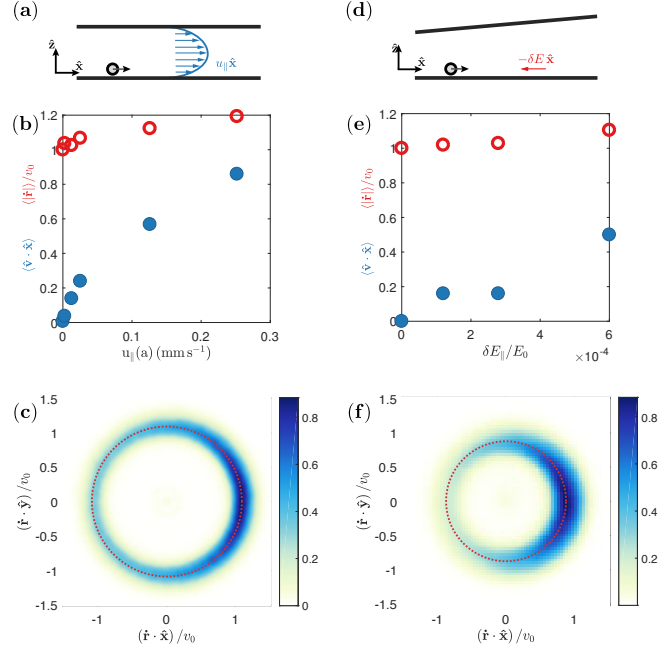 (a)
ẑ
x̂
u∥x̂
(d)
ẑ
x̂
−δE x̂
(b)
1.2
1
0.8
0.6
0.4
0.2
0
⟨|ṙ|⟩/v₀
⟨v̂ · x̂⟩
0 0.1 0.2 0.3
u∥(a) (mm s⁻¹)
(e)
1.2
1
0.8
0.6
0.4
0.2
0
⟨|ṙ|⟩/v₀
⟨v̂ · x̂⟩
0 2 4 6
×10⁻⁴
δE∥/E₀
(c)
1.5
1
0.5
0
-0.5
-1
-1.5
(ṙ · ŷ) /v₀
-1 0 1
(ṙ · x̂) /v₀
0.8
0.6
0.4
0.2
0
(f)
1.5
1
0.5
0
-0.5
-1
-1.5
(ṙ · ŷ) /v₀
-1 0 1
(ṙ · x̂) /v₀
0.8
0.6
0.4
0.2